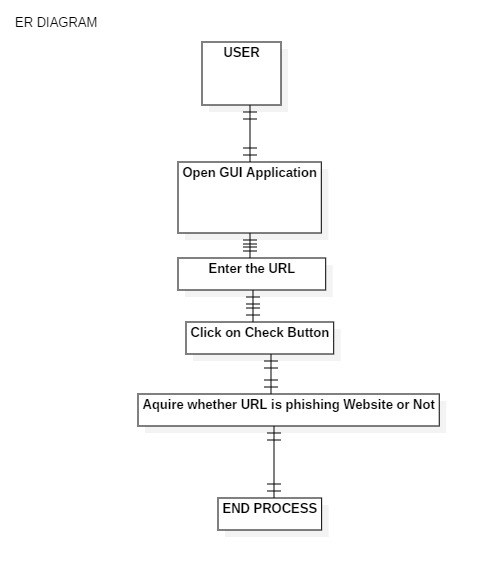 ER DIAGRAM
USER
Open GUI Application
Enter the URL
Click on Check Button
Aquire whether URL is phishing Website or Not
END PROCESS